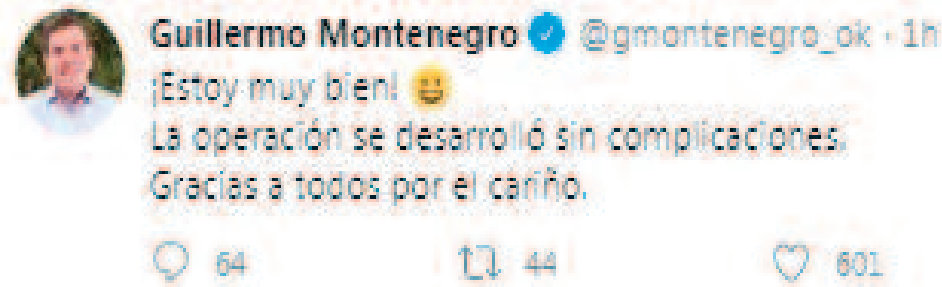 Guillermo Montenegro @gmontenegro_ok · 1h
¡Estoy muy bien! 😀
La operación se desarrolló sin complicaciones.
Gracias a todos por el cariño.
64 44 601